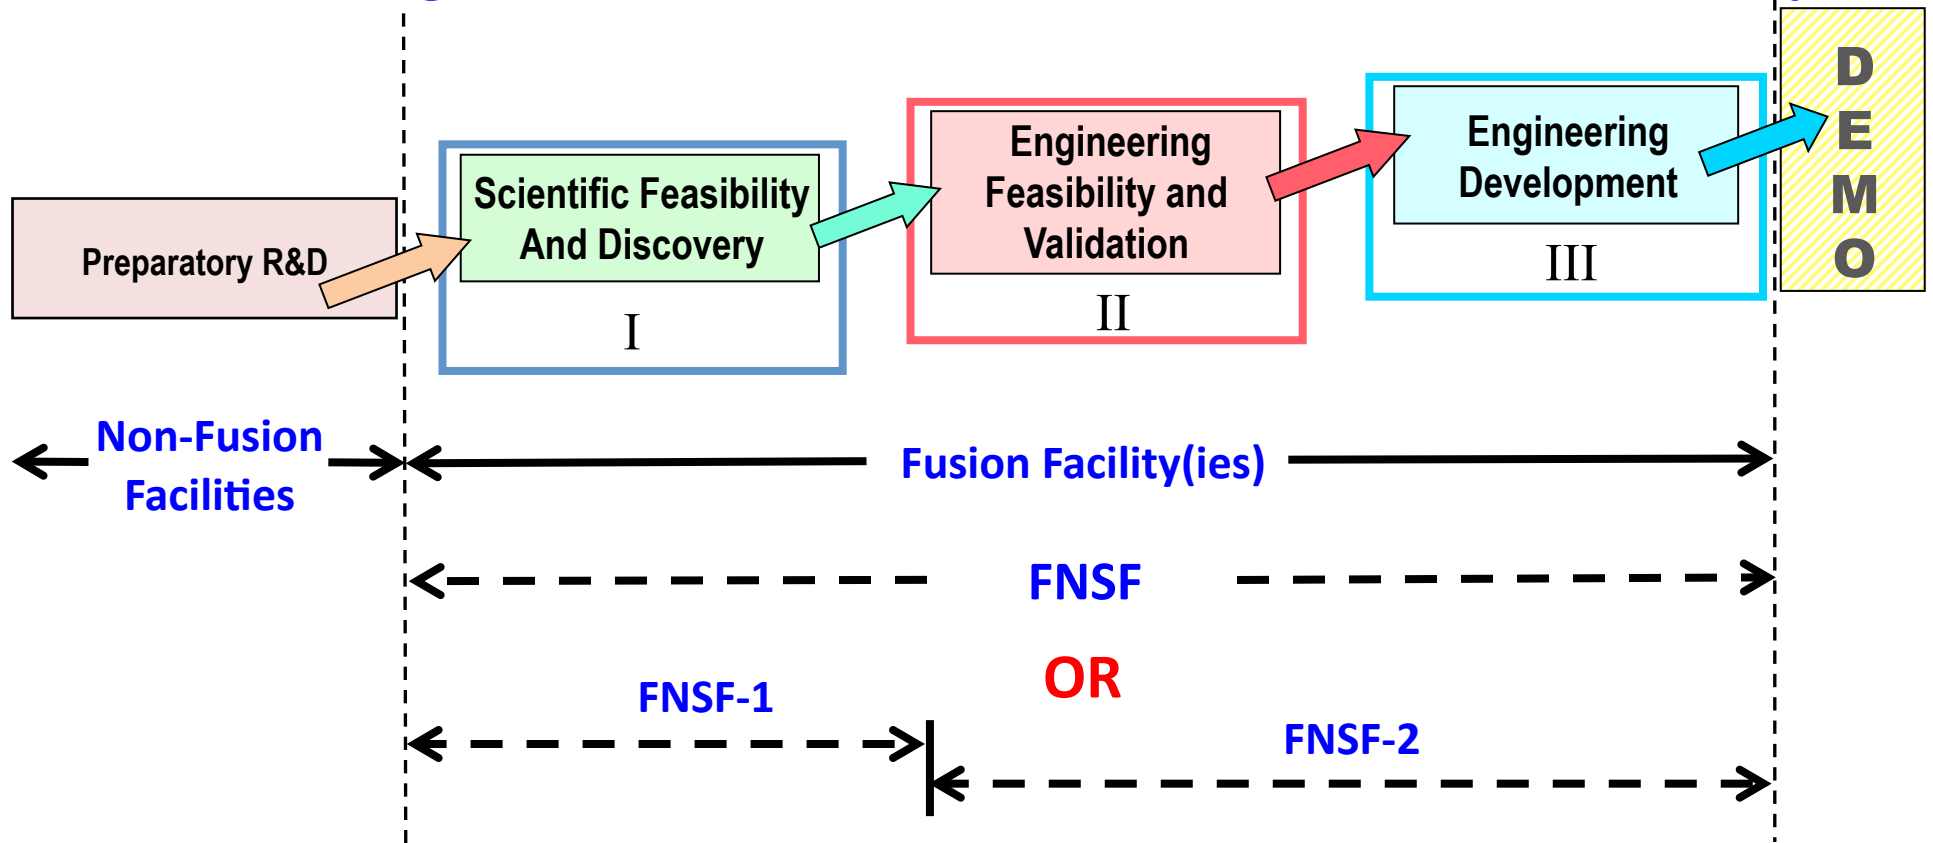 Preparatory R&D
Scientific Feasibility
And Discovery
I
Engineering
Feasibility and
Validation
II
Engineering
Development
III
D
E
M
O
Non-Fusion
Facilities
Fusion Facility(ies)
FNSF
OR
FNSF-1
FNSF-2